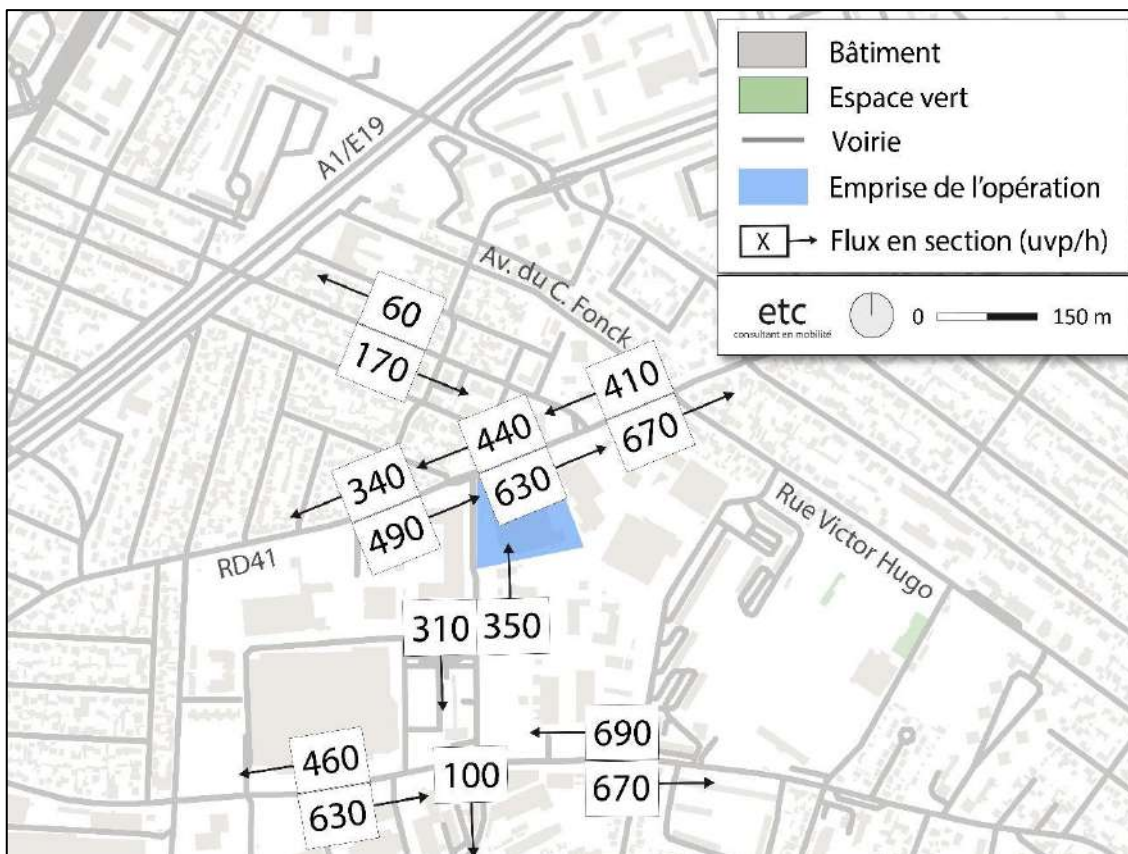 Bâtiment
Espace vert
Voirie
Emprise de l'opération
X Flux en section (uvp/h)
etc
consultant en mobilité
0 150 m
A1/E19
Av. du C. Fonck
60
170
410
670
440
630
340
490
RD41
Rue Victor Hugo
310 350
690
670
460
630
100